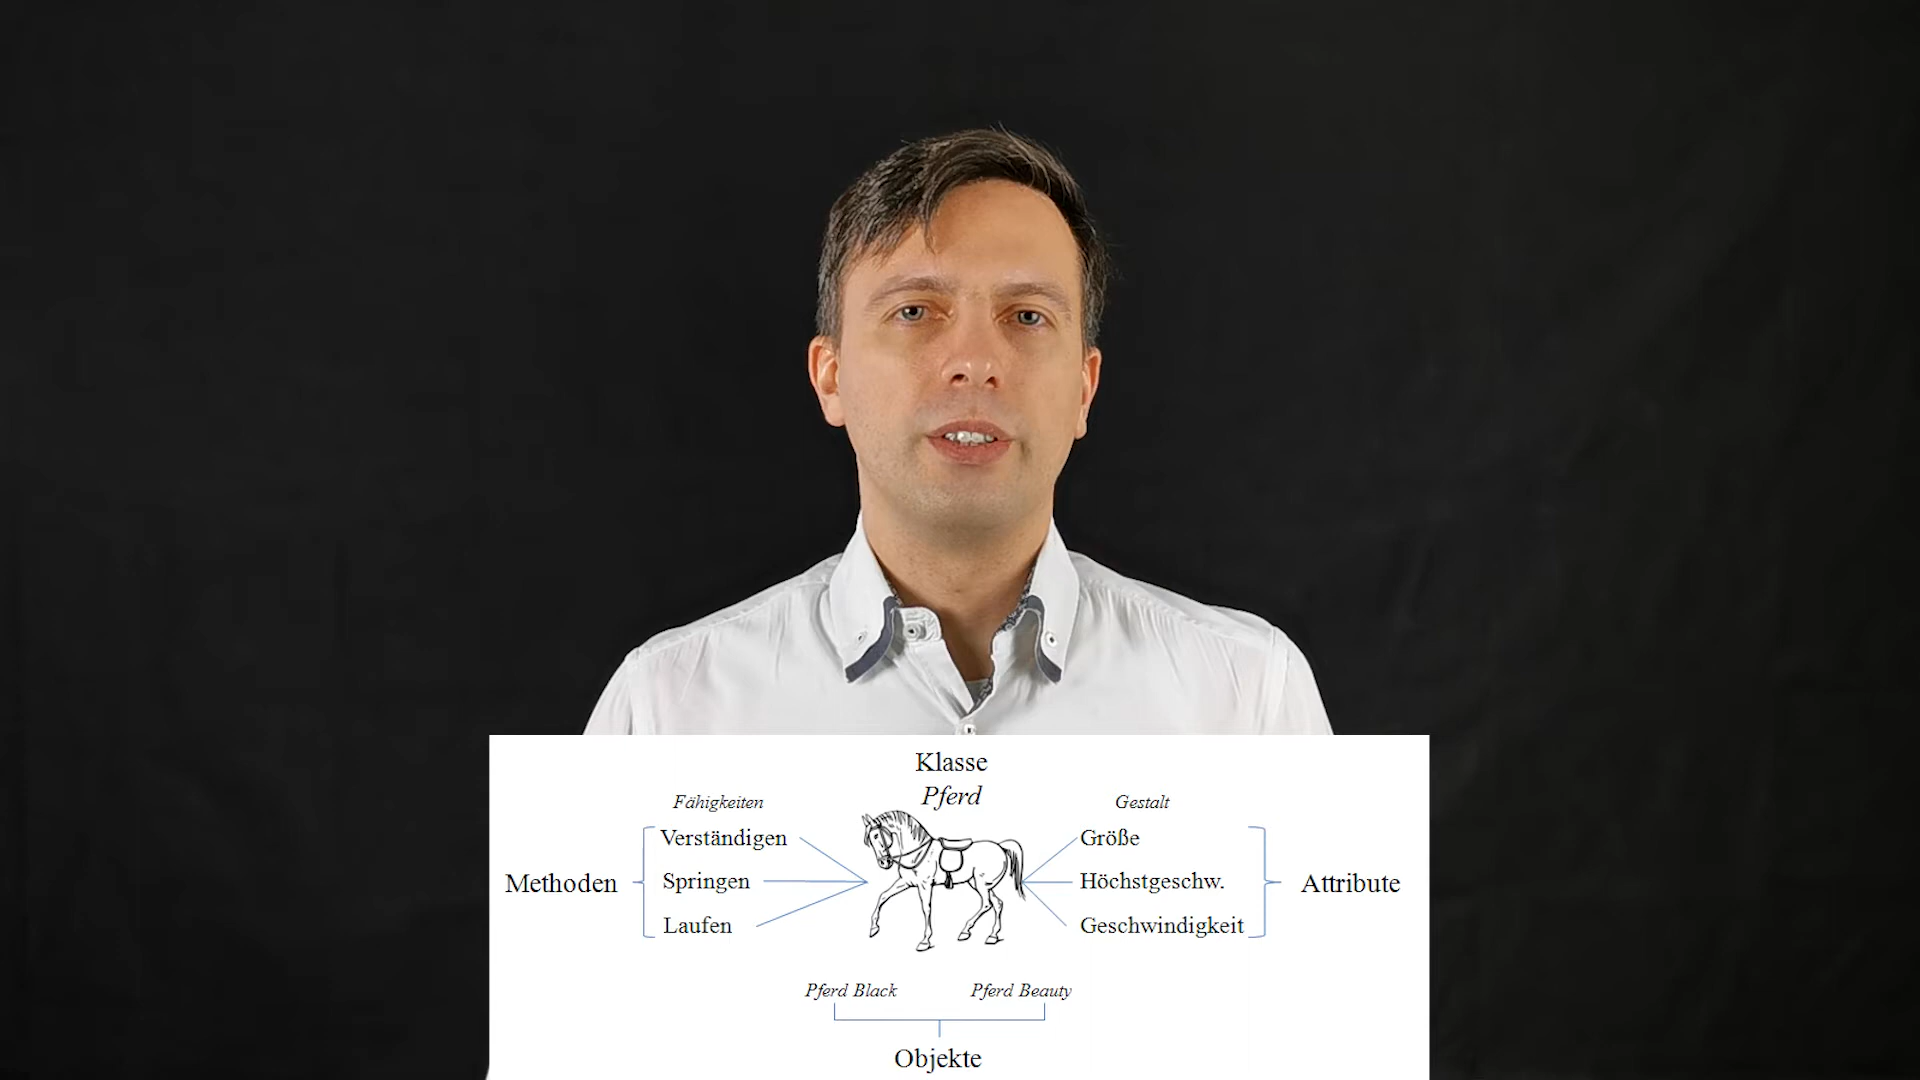 Klasse
Pferd
Fähigkeiten
Gestalt
Verständigen
Größe
Methoden
Springen
Höchstgeschw.
Attribute
Laufen
Geschwindigkeit
Pferd Black
Pferd Beauty
Objekte